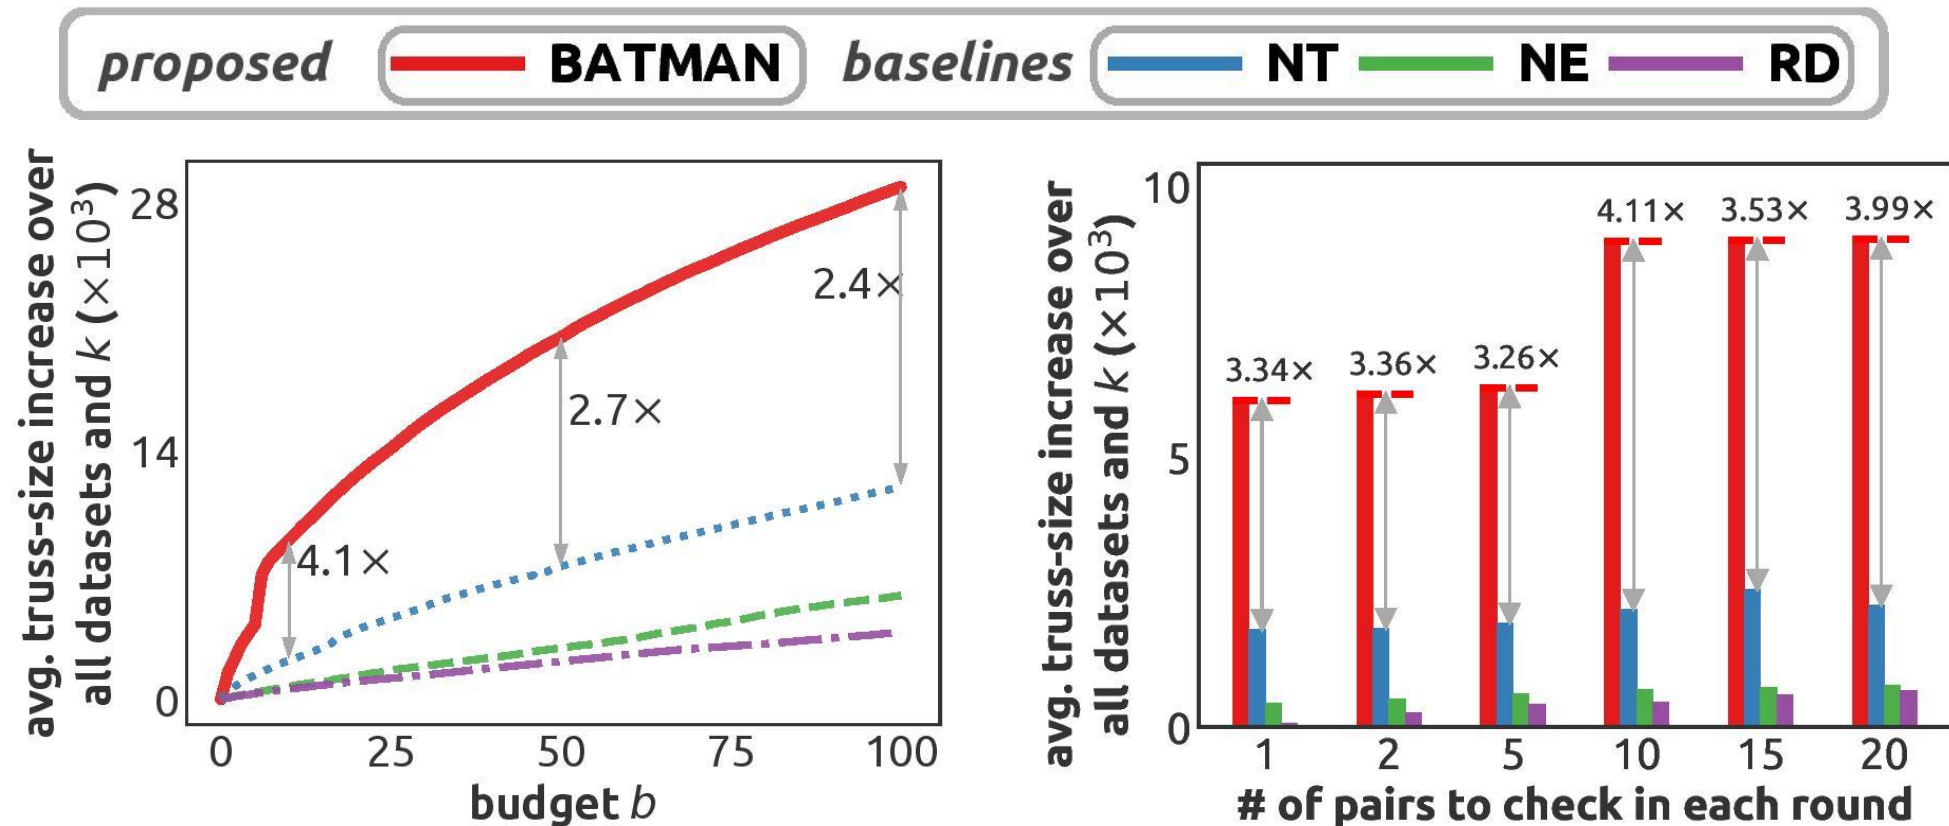 proposed BATMAN baselines NT NE RD
avg. truss-size increase over
all datasets and k (×10³)
28
14
0
4.1×
2.7×
2.4×
0 25 50 75 100
budget b
avg. truss-size increase over
all datasets and k (×10³)
10
5
0
3.34× 3.36× 3.26× 4.11× 3.53× 3.99×
1 2 5 10 15 20
# of pairs to check in each round